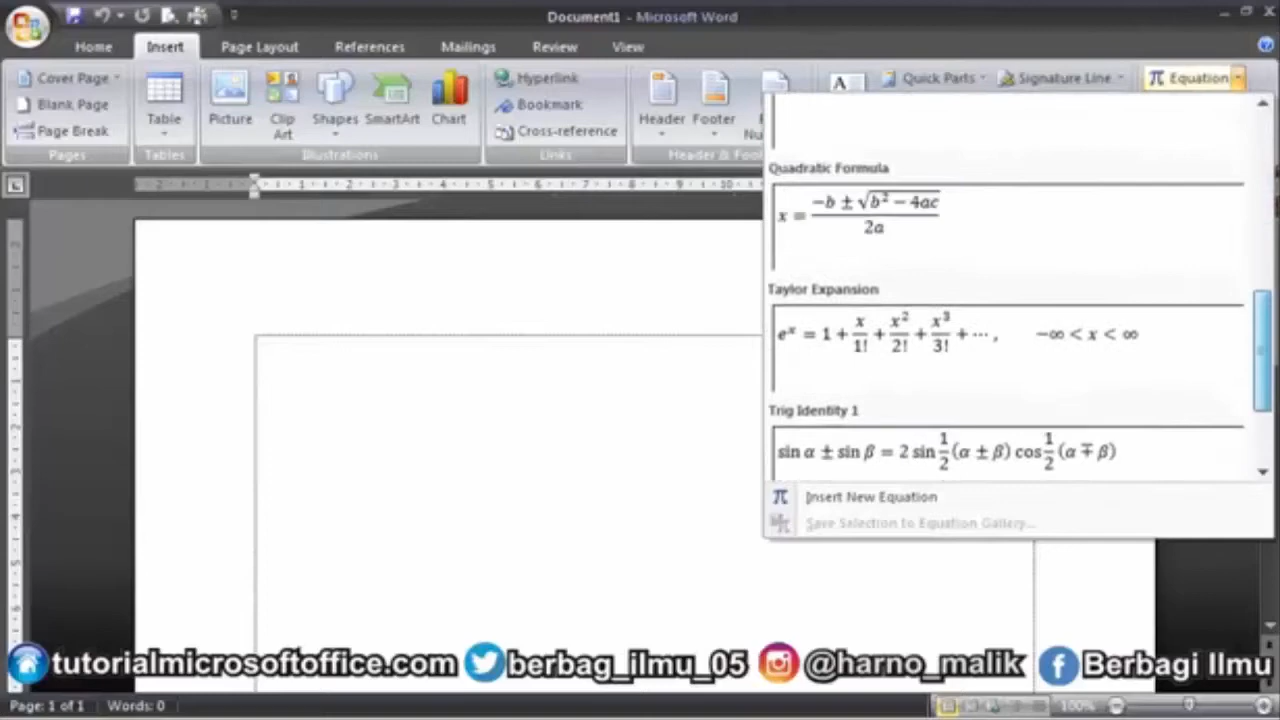 Document1 - Microsoft Word
Home Insert Page Layout References Mailings Review View
Cover Page
Blank Page
Page Break
Pages
Table
Tables
Picture
Clip Art
Shapes
SmartArt
Chart
Illustrations
Hyperlink
Bookmark
Cross-reference
Links
Header
Footer
Header & Foo
A
Quick Parts
Signature Line
π Equation
Quadratic Formula
x = (−b ± √(b² − 4ac)) / 2a
Taylor Expansion
eˣ = 1 + x/1! + x²/2! + x³/3! + ⋯ , −∞ < x < ∞
Trig Identity 1
sin α ± sin β = 2 sin 1/2 (α ± β) cos 1/2 (α ∓ β)
π Insert New Equation
Save Selection to Equation Gallery...
tutorialmicrosoftoffice.com berbag_ilmu_05 @harno_malik Berbagi Ilmu
Page: 1 of 1 Words: 0 100%